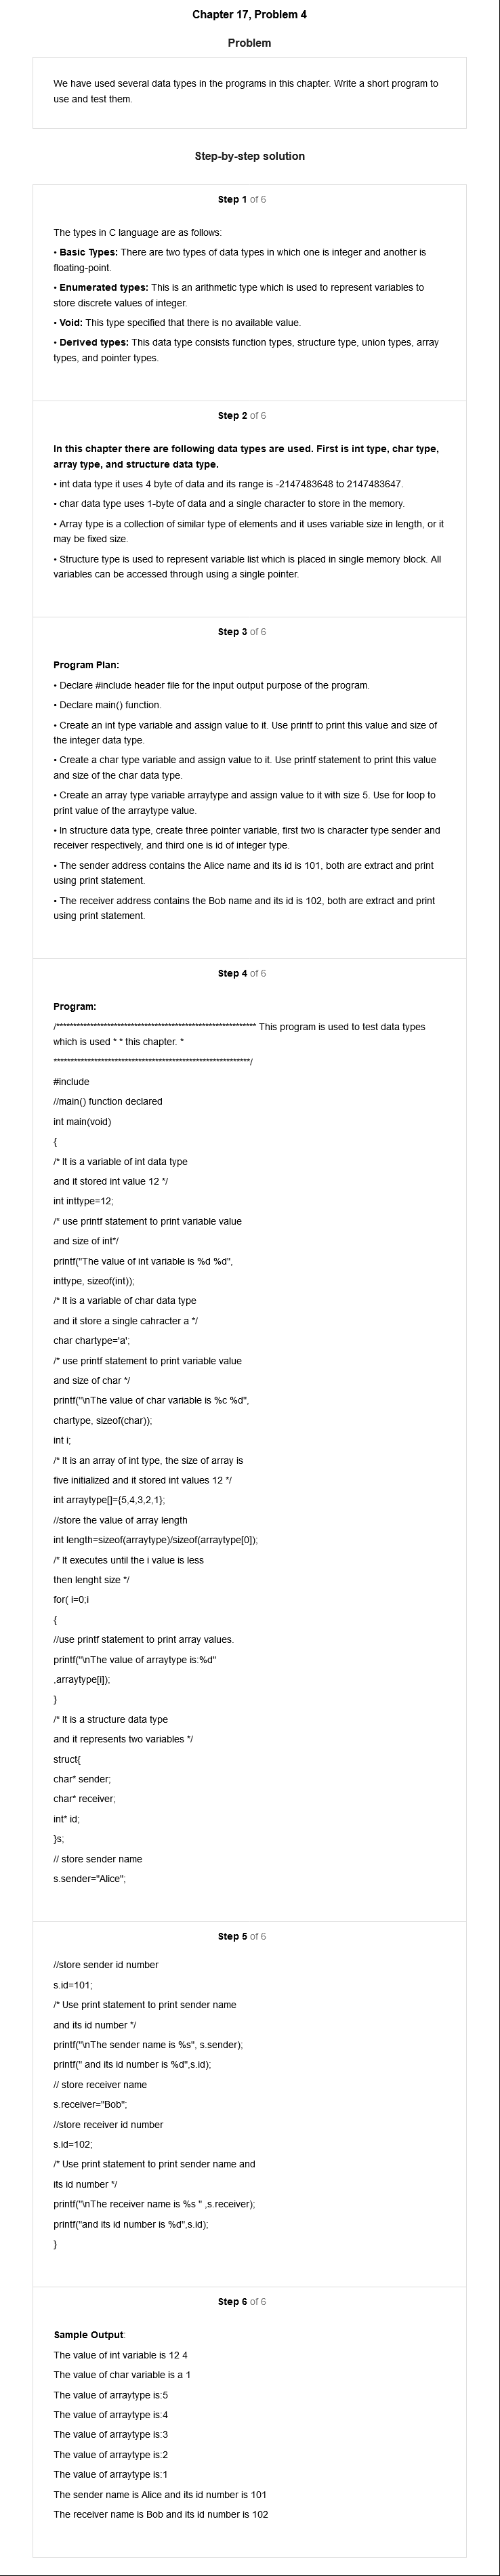 Chapter 17, Problem 4
Problem
We have used several data types in the programs in this chapter. Write a short program to
use and test them.
Step-by-step solution
Step 1 of 6
The types in C language are as follows:
• Basic Types: There are two types of data types in which one is integer and another is
floating-point.
• Enumerated types: This is an arithmetic type which is used to represent variables to
store discrete values of integer.
• Void: This type specified that there is no available value.
• Derived types: This data type consists function types, structure type, union types, array
types, and pointer types.
Step 2 of 6
In this chapter there are following data types are used. First is int type, char type,
array type, and structure data type.
• int data type it uses 4 byte of data and its range is -2147483648 to 2147483647.
• char data type uses 1-byte of data and a single character to store in the memory.
• Array type is a collection of similar type of elements and it uses variable size in length, or it
may be fixed size.
• Structure type is used to represent variable list which is placed in single memory block. All
variables can be accessed through using a single pointer.
Step 3 of 6
Program Plan:
• Declare #include header file for the input output purpose of the program.
• Declare main() function.
• Create an int type variable and assign value to it. Use printf to print this value and size of
the integer data type.
• Create a char type variable and assign value to it. Use printf statement to print this value
and size of the char data type.
• Create an array type variable arraytype and assign value to it with size 5. Use for loop to
print value of the arraytype value.
• In structure data type, create three pointer variable, first two is character type sender and
receiver respectively, and third one is id of integer type.
• The sender address contains the Alice name and its id is 101, both are extract and print
using print statement.
• The receiver address contains the Bob name and its id is 102, both are extract and print
using print statement.
Step 4 of 6
Program:
/*********************************************************** This program is used to test data types
which is used * * this chapter. *
***********************************************************/
#include
//main() function declared
int main(void)
{
/* It is a variable of int data type
and it stored int value 12 */
int inttype=12;
/* use printf statement to print variable value
and size of int*/
printf("The value of int variable is %d %d",
inttype, sizeof(int));
/* It is a variable of char data type
and it store a single cahracter a */
char chartype='a';
/* use printf statement to print variable value
and size of char */
printf("\nThe value of char variable is %c %d",
chartype, sizeof(char));
int i;
/* It is an array of int type, the size of array is
five initialized and it stored int values 12 */
int arraytype[]={5,4,3,2,1};
//store the value of array length
int length=sizeof(arraytype)/sizeof(arraytype[0]);
/* It executes until the i value is less
then lenght size */
for( i=0;i
{
//use printf statement to print array values.
printf("\nThe value of arraytype is:%d"
,arraytype[i]);
}
/* It is a structure data type
and it represents two variables */
struct{
char* sender;
char* receiver;
int* id;
}s;
// store sender name
s.sender="Alice";
Step 5 of 6
//store sender id number
s.id=101;
/* Use print statement to print sender name
and its id number */
printf("\nThe sender name is %s", s.sender);
printf(" and its id number is %d",s.id);
// store receiver name
s.receiver="Bob";
//store receiver id number
s.id=102;
/* Use print statement to print sender name and
its id number */
printf("\nThe receiver name is %s " ,s.receiver);
printf("and its id number is %d",s.id);
}
Step 6 of 6
Sample Output:
The value of int variable is 12 4
The value of char variable is a 1
The value of arraytype is:5
The value of arraytype is:4
The value of arraytype is:3
The value of arraytype is:2
The value of arraytype is:1
The sender name is Alice and its id number is 101
The receiver name is Bob and its id number is 102